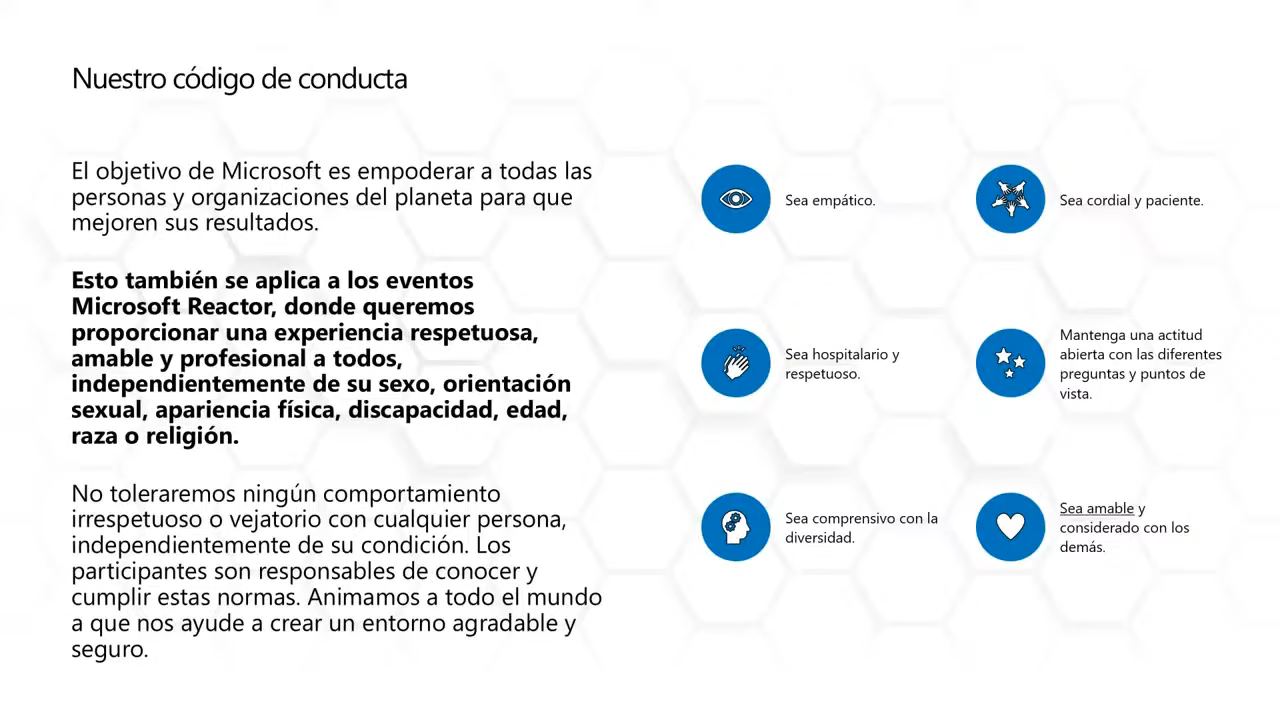 Nuestro código de conducta
El objetivo de Microsoft es empoderar a todas las
personas y organizaciones del planeta para que
mejoren sus resultados.
Esto también se aplica a los eventos
Microsoft Reactor, donde queremos
proporcionar una experiencia respetuosa,
amable y profesional a todos,
independientemente de su sexo, orientación
sexual, apariencia física, discapacidad, edad,
raza o religión.
No toleraremos ningún comportamiento
irrespetuoso o vejatorio con cualquier persona,
independientemente de su condición. Los
participantes son responsables de conocer y
cumplir estas normas. Animamos a todo el mundo
a que nos ayude a crear un entorno agradable y
seguro.
Sea empático.
Sea cordial y paciente.
Sea hospitalario y
respetuoso.
Mantenga una actitud
abierta con las diferentes
preguntas y puntos de
vista.
Sea comprensivo con la
diversidad.
Sea amable y
considerado con los
demás.